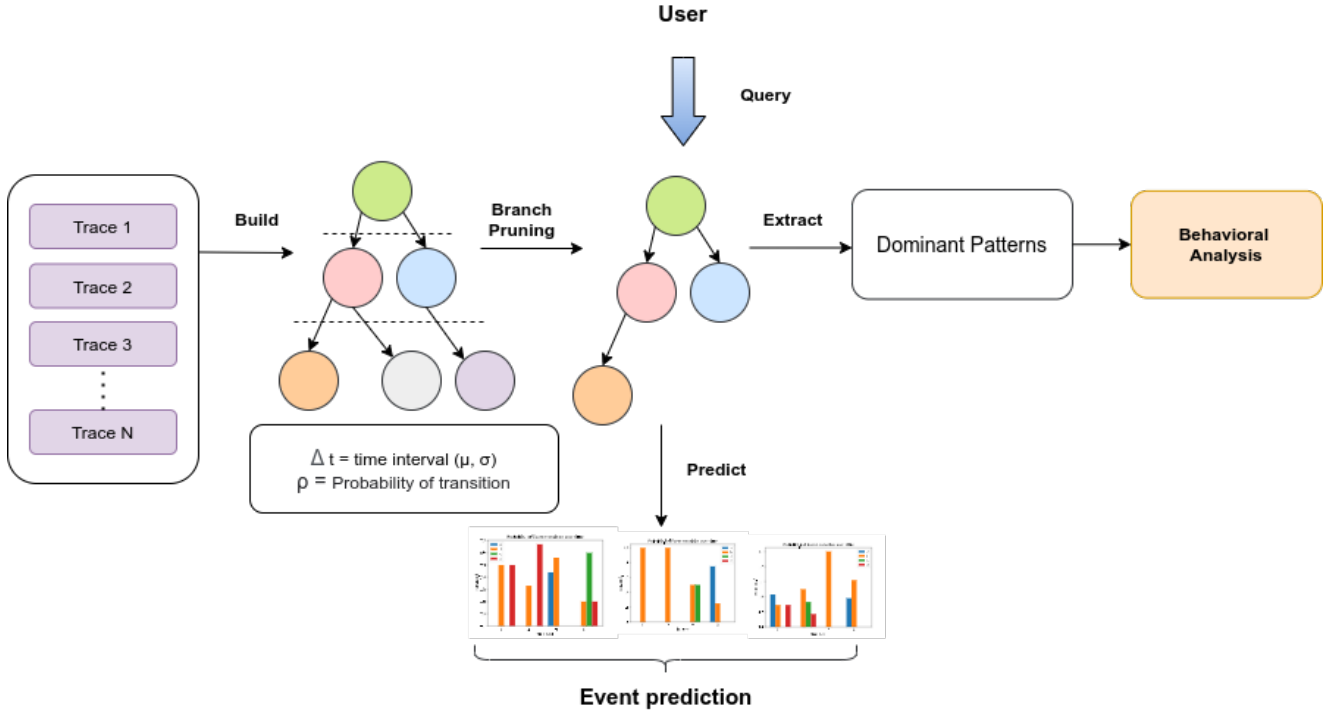 User
Query
Trace 1
Trace 2
Trace 3
Trace N
Build
Branch
Pruning
Extract
Dominant Patterns
Behavioral
Analysis
Δ t = time interval (μ, σ)
ρ = Probability of transition
Predict
Event prediction